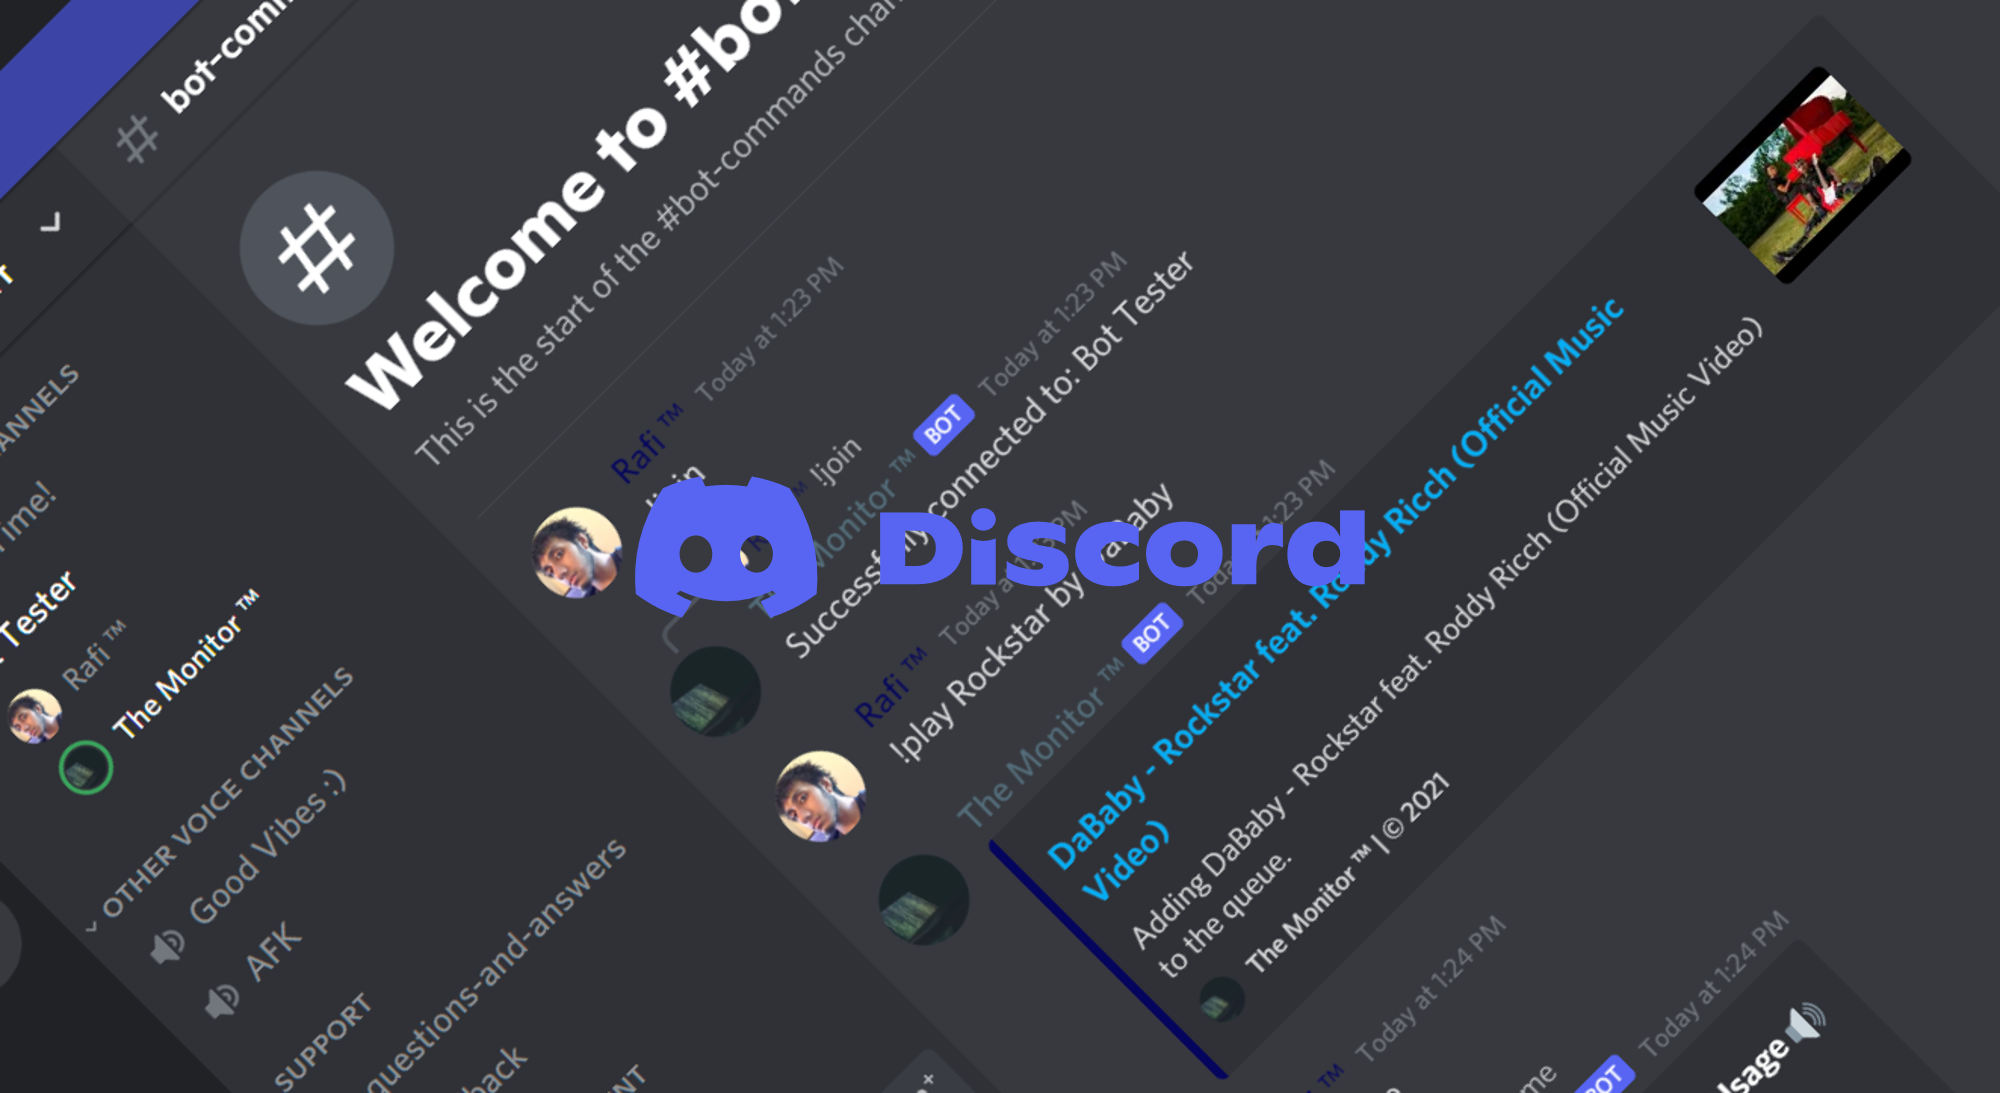 bot-comm
Welcome to #bo
This is the start of the #bot-commands chan
Rafi ™ Today at 1:23 PM
!join
!join
Monitor ™ BOT Today at 1:23 PM
Successfully connected to: Bot Tester
Rafi ™ Today at 1:23 PM
!play Rockstar by DaBaby
The Monitor ™ BOT Today at 1:23 PM
DaBaby - Rockstar feat. Roddy Ricch (Official Music
Video)
Adding DaBaby - Rockstar feat. Roddy Ricch (Official Music Video)
to the queue.
The Monitor ™ | © 2021
™ Today at 1:24 PM
me
BOT Today at 1:24 PM
Usage
Discord
ANNELS
Time!
Tester
Rafi ™
The Monitor ™
OTHER VOICE CHANNELS
Good Vibes :)
AFK
SUPPORT
questions-and-answers
back
NT